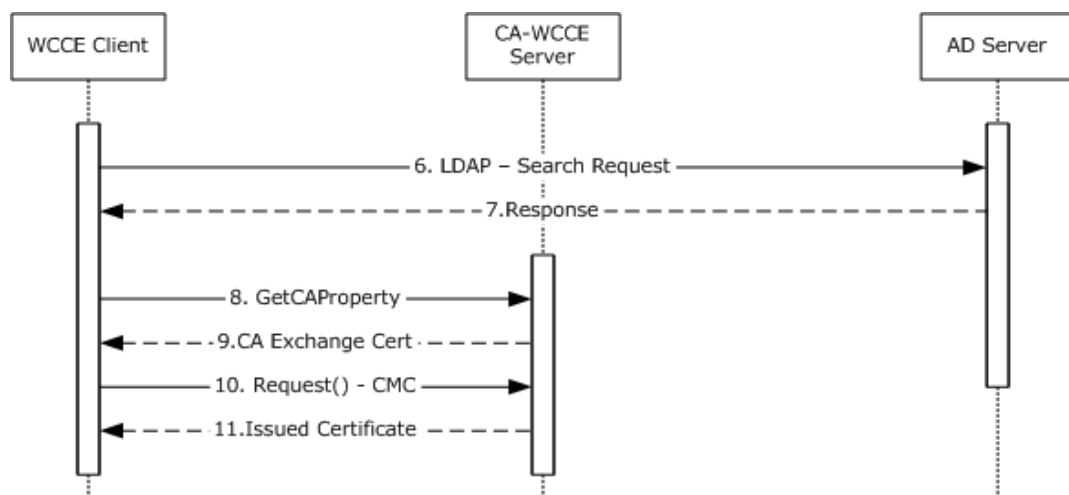 WCCE Client
CA-WCCE
Server
AD Server
6. LDAP – Search Request
7.Response
8. GetCAProperty
9.CA Exchange Cert
10. Request() - CMC
11.Issued Certificate